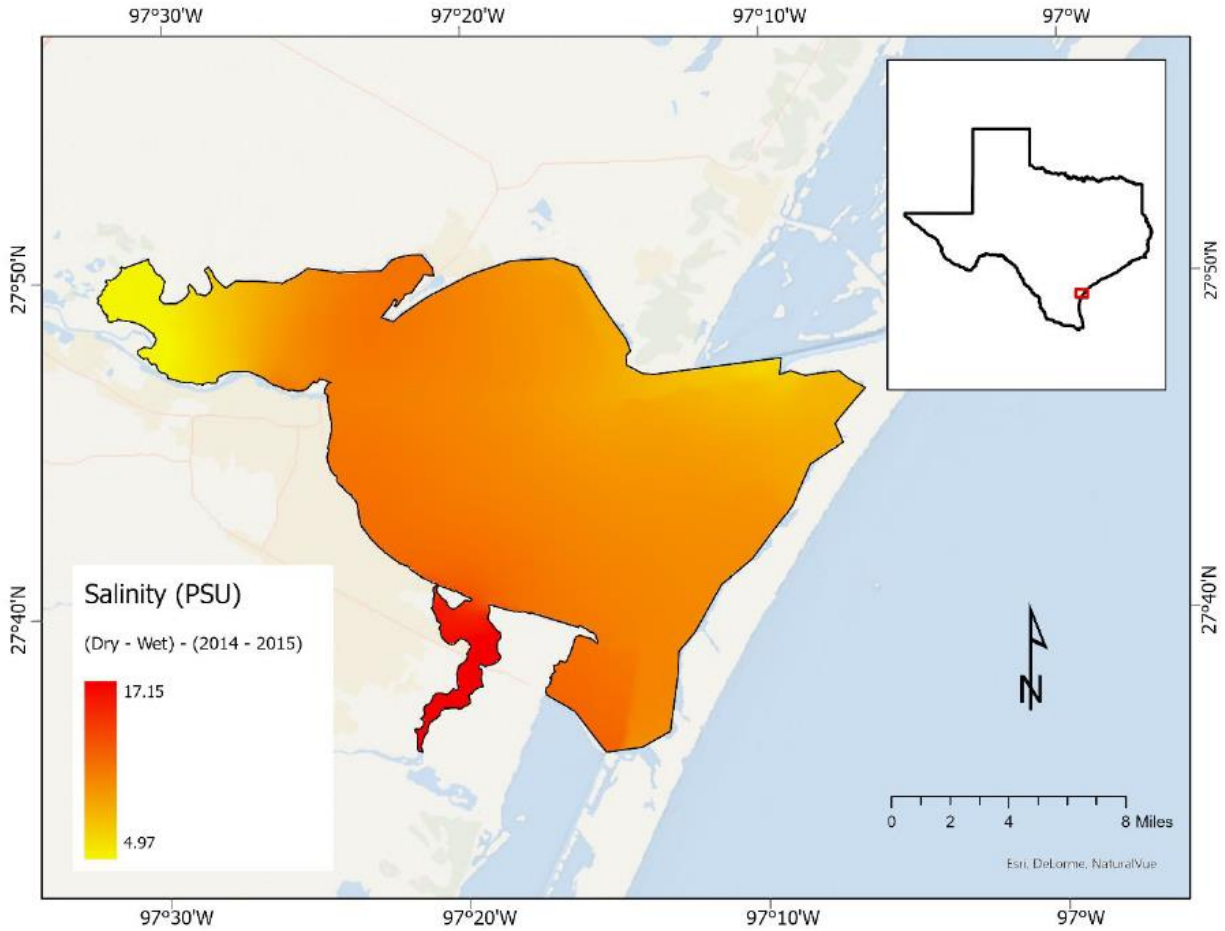 97°30'W 97°20'W 97°10'W 97°W
27°50'N 27°50'N
27°40'N 27°40'N
Salinity (PSU)
(Dry - Wet) - (2014 - 2015)
17.15
4.97
N
0 2 4 8 Miles
Esri, DeLorme, NaturalVue
97°30'W 97°20'W 97°10'W 97°W